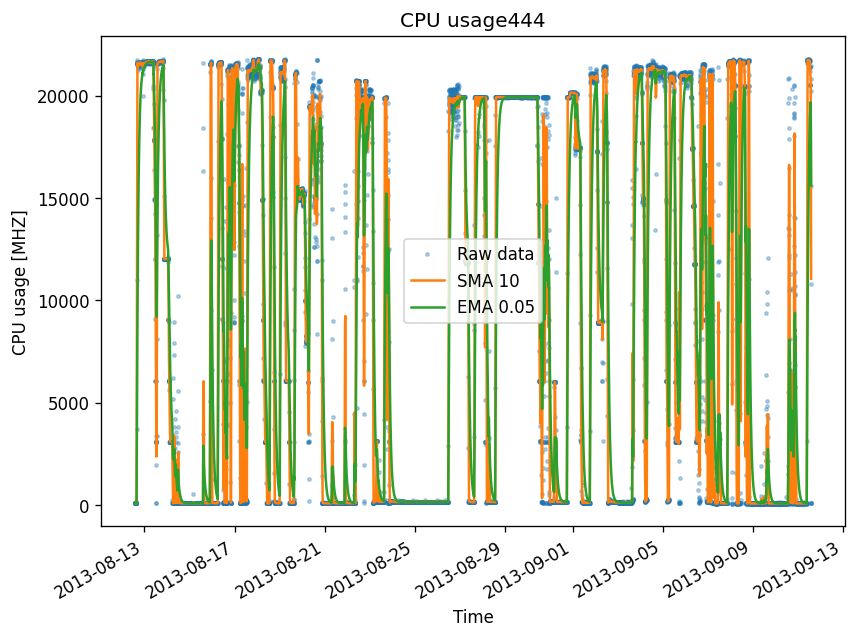 CPU usage444
CPU usage [MHZ]
20000
15000
10000
5000
0
Raw data
SMA 10
EMA 0.05
2013-08-13
2013-08-17
2013-08-21
2013-08-25
2013-08-29
2013-09-01
2013-09-05
2013-09-09
2013-09-13
Time